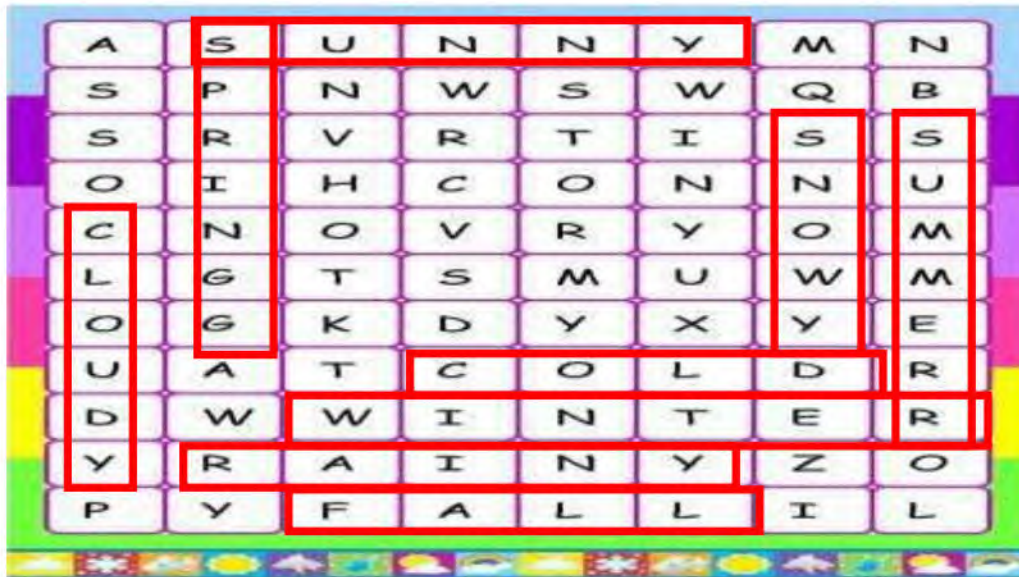 A S U N N Y M N
S P N W S W Q B
S R V R T I S S
O I H C O N N U
C N O V R Y O M
L G T S M U W M
O G K D Y X Y E
U A T C O L D R
D W W I N T E R
Y R A I N Y Z O
P Y F A L L I L